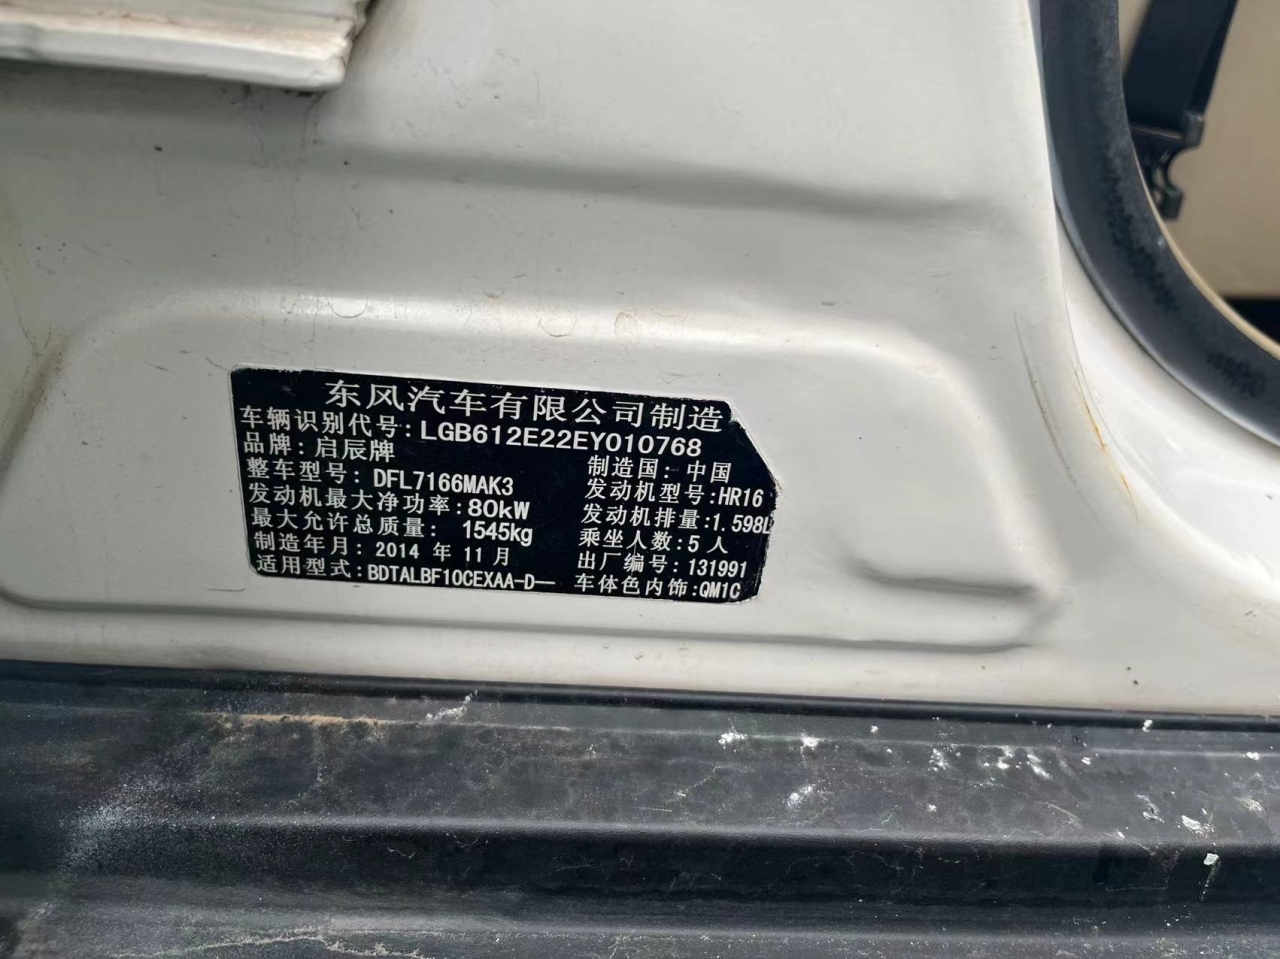 东风汽车有限公司制造
车辆识别代号:LGB612E22EY010768
品牌:启辰牌 制造国:中国
整车型号:DFL7166MAK3 发动机型号:HR16
发动机最大净功率:80kW 发动机排量:1.598L
最大允许总质量: 1545kg 乘坐人数:5人
制造年月:2014 年 11 月 出厂编号:131991
适用型式:BDTALBF10CEXAA-D— 车体色内饰:QM1C